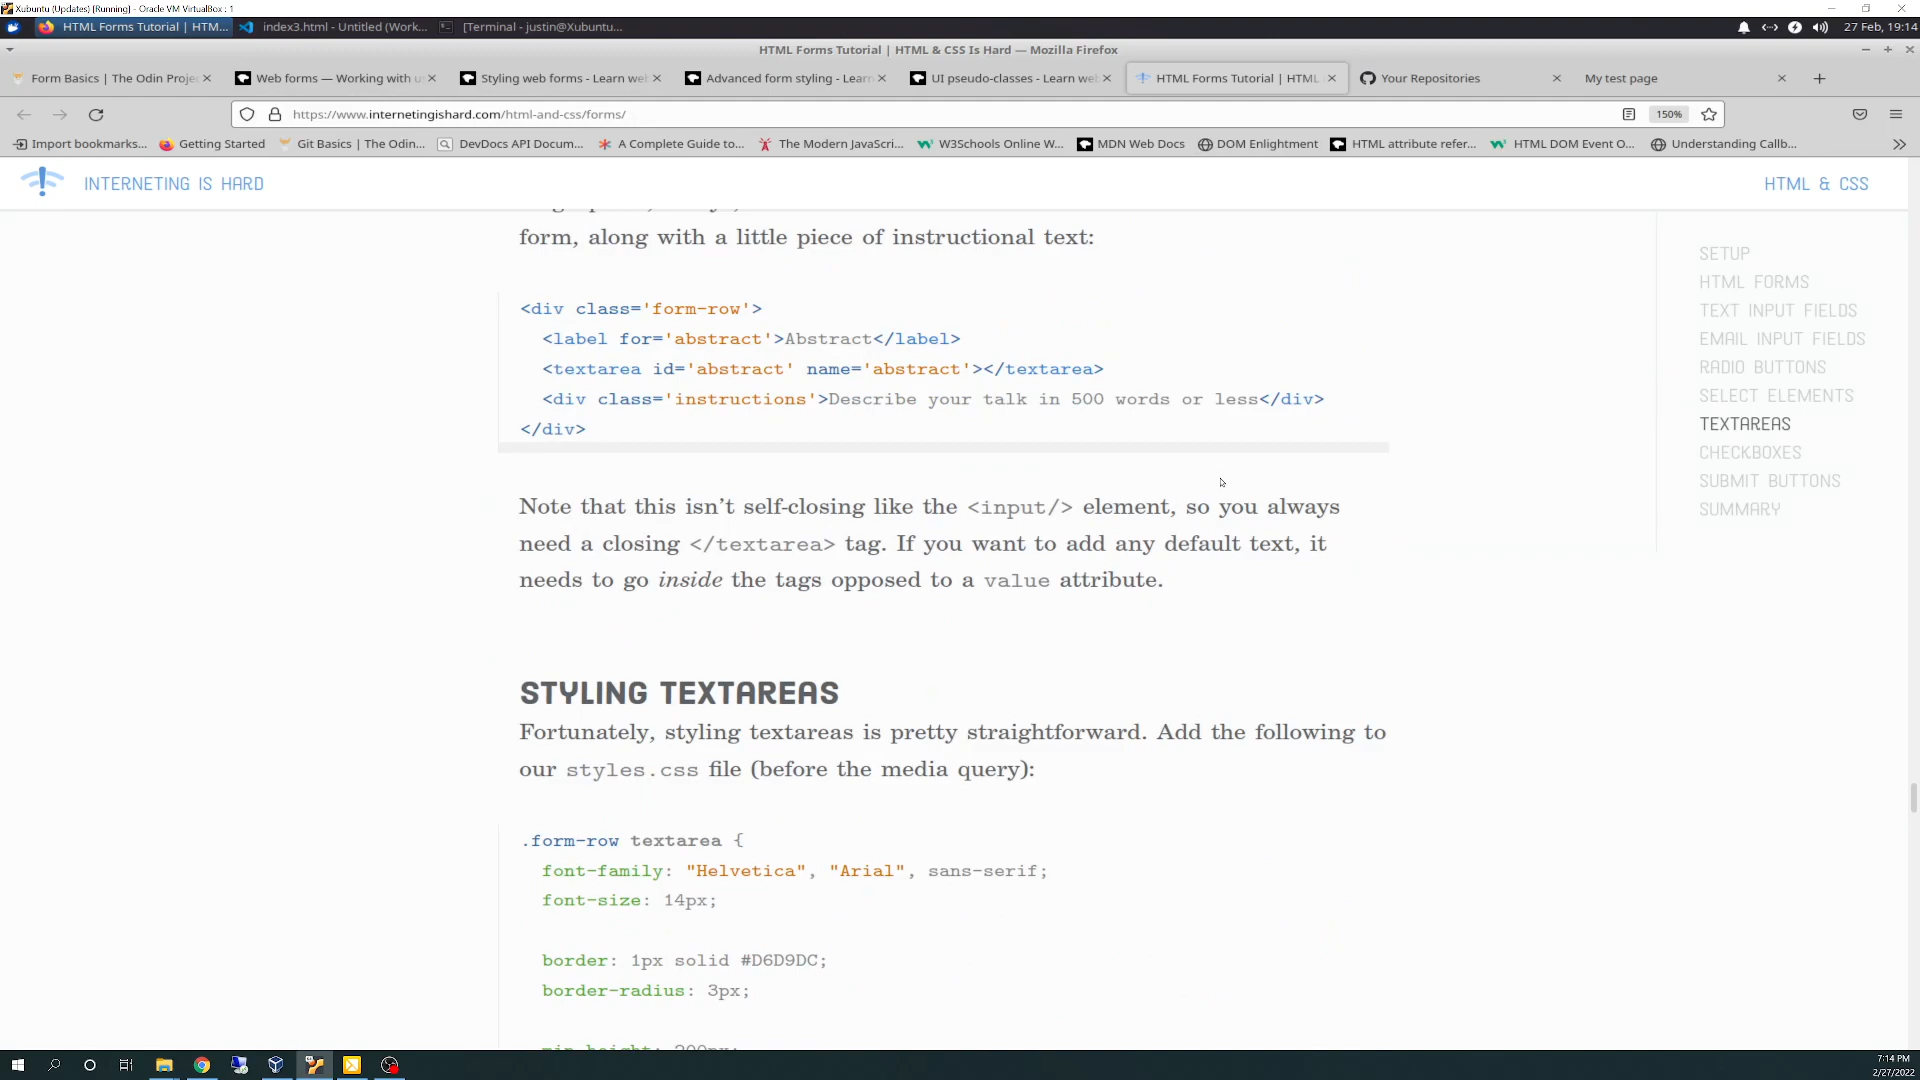 Xubuntu (Updates) [Running] - Oracle VM VirtualBox : 1
HTML Forms Tutorial | HTM...
index3.html - Untitled (Work...
[Terminal - justin@Xubuntu...
27 Feb, 19:14
HTML Forms Tutorial | HTML & CSS Is Hard — Mozilla Firefox
Form Basics | The Odin Proje
Web forms — Working with u
Styling web forms - Learn we
Advanced form styling - Lear
UI pseudo-classes - Learn we
HTML Forms Tutorial | HTML
Your Repositories
My test page
https://www.internetingishard.com/html-and-css/forms/
150%
Import bookmarks...
Getting Started
Git Basics | The Odin...
DevDocs API Docum...
A Complete Guide to...
The Modern JavaScri...
W3Schools Online W...
MDN Web Docs
DOM Enlightment
HTML attribute refer...
HTML DOM Event O...
Understanding Callb...
INTERNETING IS HARD
HTML & CSS
form, along with a little piece of instructional text:
<div class='form-row'>
<label for='abstract'>Abstract</label>
<textarea id='abstract' name='abstract'></textarea>
<div class='instructions'>Describe your talk in 500 words or less</div>
</div>
Note that this isn’t self-closing like the <input/> element, so you always
need a closing </textarea> tag. If you want to add any default text, it
needs to go inside the tags opposed to a value attribute.
STYLING TEXTAREAS
Fortunately, styling textareas is pretty straightforward. Add the following to
our styles.css file (before the media query):
.form-row textarea {
font-family: "Helvetica", "Arial", sans-serif;
font-size: 14px;
border: 1px solid #D6D9DC;
border-radius: 3px;
min-height: 200px;
SETUP
HTML FORMS
TEXT INPUT FIELDS
EMAIL INPUT FIELDS
RADIO BUTTONS
SELECT ELEMENTS
TEXTAREAS
CHECKBOXES
SUBMIT BUTTONS
SUMMARY
7:14 PM
2/27/2022